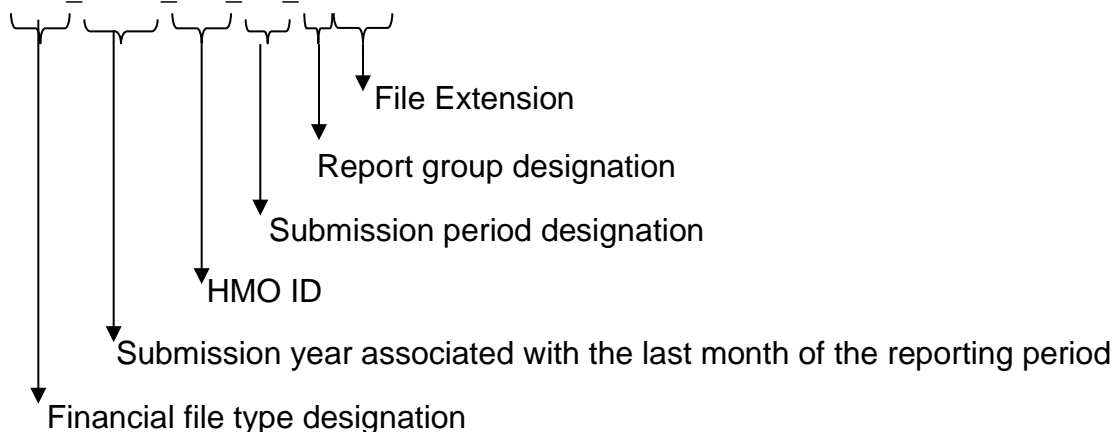 _ _ _ _
File Extension
Report group designation
Submission period designation
HMO ID
Submission year associated with the last month of the reporting period
Financial file type designation